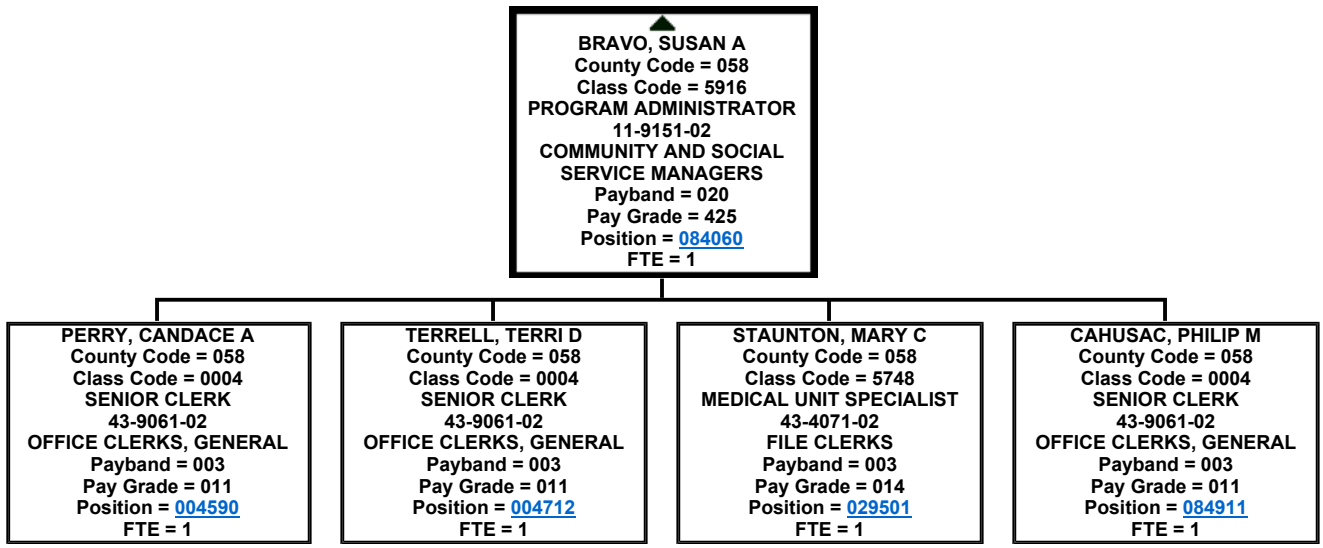 BRAVO, SUSAN A
County Code = 058
Class Code = 5916
PROGRAM ADMINISTRATOR
11-9151-02
COMMUNITY AND SOCIAL
SERVICE MANAGERS
Payband = 020
Pay Grade = 425
Position = 084060
FTE = 1
PERRY, CANDACE A
County Code = 058
Class Code = 0004
SENIOR CLERK
43-9061-02
OFFICE CLERKS, GENERAL
Payband = 003
Pay Grade = 011
Position = 004590
FTE = 1
TERRELL, TERRI D
County Code = 058
Class Code = 0004
SENIOR CLERK
43-9061-02
OFFICE CLERKS, GENERAL
Payband = 003
Pay Grade = 011
Position = 004712
FTE = 1
STAUNTON, MARY C
County Code = 058
Class Code = 5748
MEDICAL UNIT SPECIALIST
43-4071-02
FILE CLERKS
Payband = 003
Pay Grade = 014
Position = 029501
FTE = 1
CAHUSAC, PHILIP M
County Code = 058
Class Code = 0004
SENIOR CLERK
43-9061-02
OFFICE CLERKS, GENERAL
Payband = 003
Pay Grade = 011
Position = 084911
FTE = 1